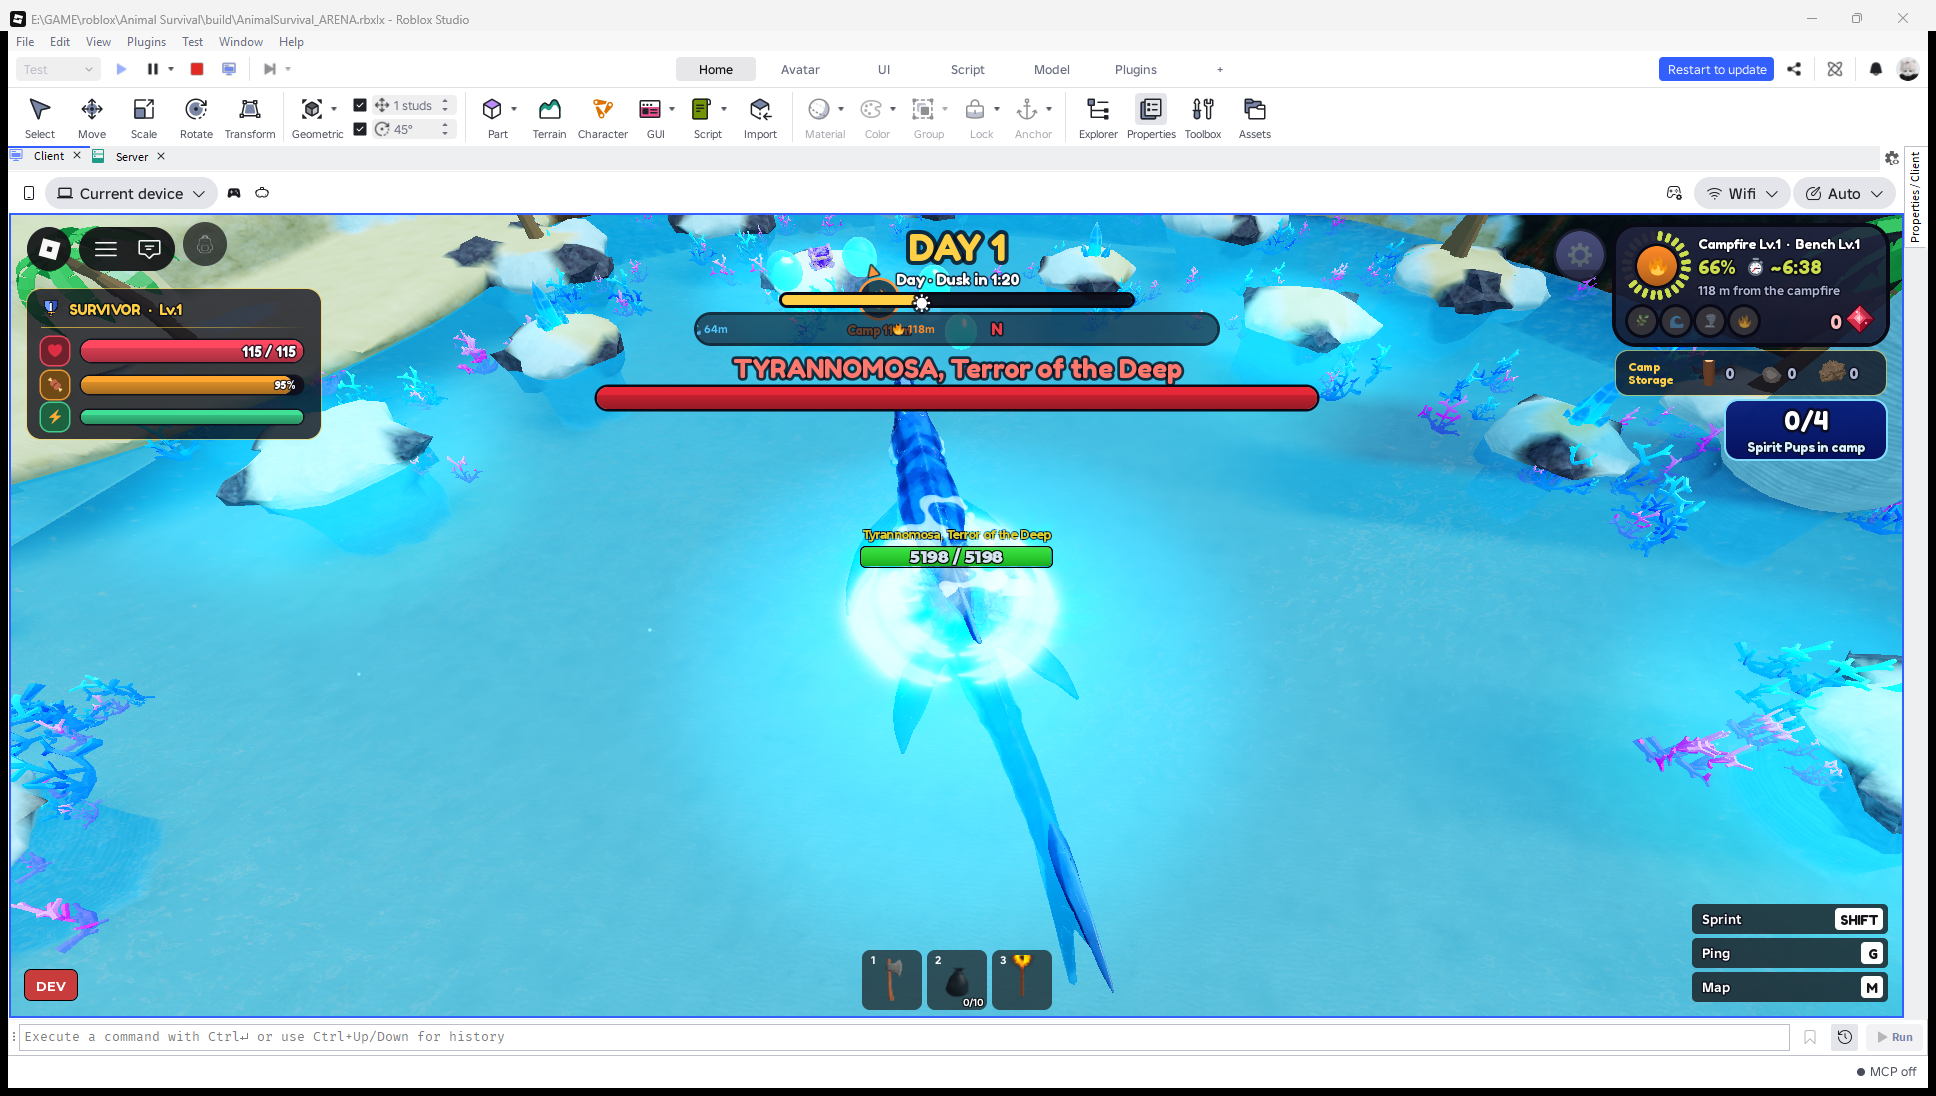 E:\GAME\roblox\Animal Survival\build\AnimalSurvival_ARENA.rbxlx - Roblox Studio
File Edit View Plugins Test Window Help
Test
Home Avatar UI Script Model Plugins +
Restart to update
Select Move Scale Rotate Transform Geometric
1 studs
45°
Part Terrain Character GUI Script Import Material Color Group Lock Anchor Explorer Properties Toolbox Assets
Client Server
Properties / Client
Current device
Wifi Auto
DAY 1
Day · Dusk in 1:20
64m
118m
N
TYRANNOMOSA, Terror of the Deep
SURVIVOR · Lv.1
115 / 115
95%
Campfire Lv.1 · Bench Lv.1
66% ~6:38
118 m from the campfire
0
Camp Storage
0 0 0
0/4
Spirit Pups in camp
Tyrannomosa, Terror of the Deep
5198 / 5198
Sprint SHIFT
Ping G
Map M
DEV
1 2 3
0/10
Execute a command with Ctrl↵ or use Ctrl+Up/Down for history
Run
MCP off